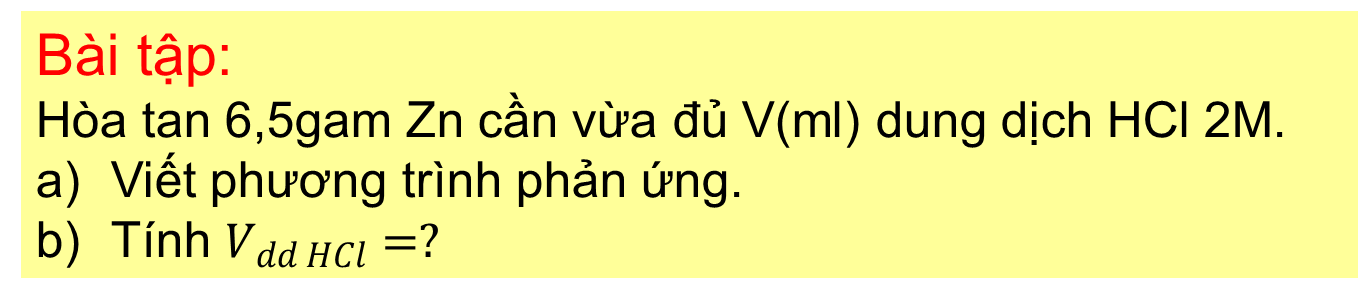 Bài tập:
Hòa tan 6,5gam Zn cần vừa đủ V(ml) dung dịch HCl 2M.
a) Viết phương trình phản ứng.
b) Tính V dd HCl =?